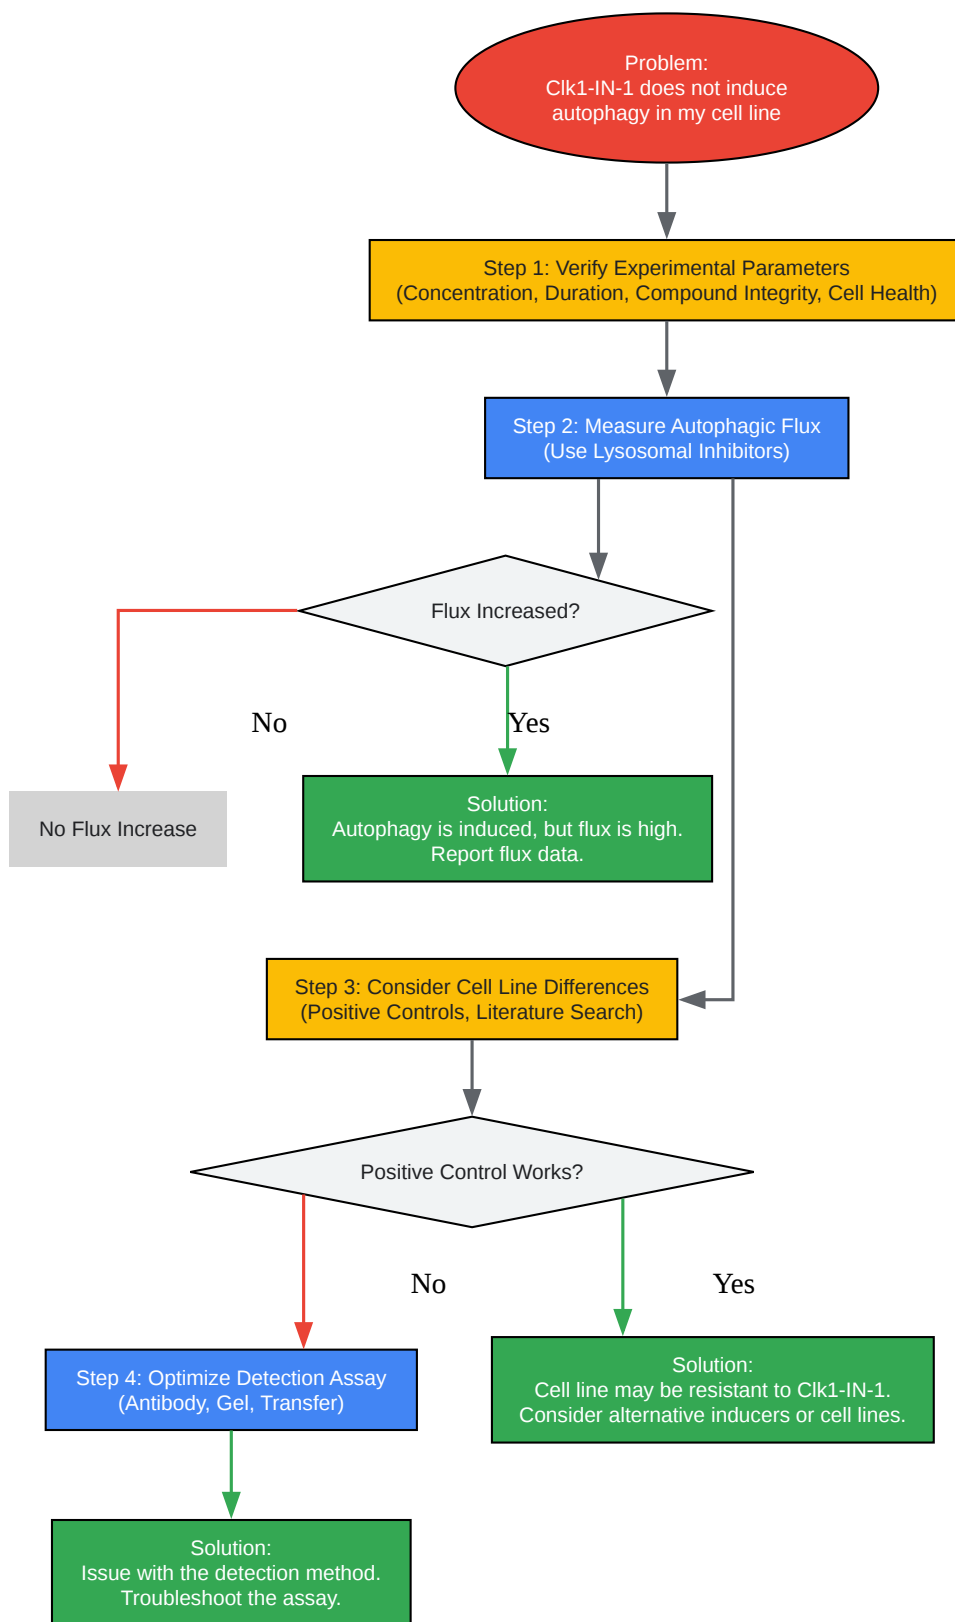 Problem:
Clk1-IN-1 does not induce
autophagy in my cell line
Step 1: Verify Experimental Parameters
(Concentration, Duration, Compound Integrity, Cell Health)
Step 2: Measure Autophagic Flux
(Use Lysosomal Inhibitors)
Flux Increased?
No
Yes
No Flux Increase
Solution:
Autophagy is induced, but flux is high.
Report flux data.
Step 3: Consider Cell Line Differences
(Positive Controls, Literature Search)
Positive Control Works?
No
Yes
Step 4: Optimize Detection Assay
(Antibody, Gel, Transfer)
Solution:
Cell line may be resistant to Clk1-IN-1.
Consider alternative inducers or cell lines.
Solution:
Issue with the detection method.
Troubleshoot the assay.